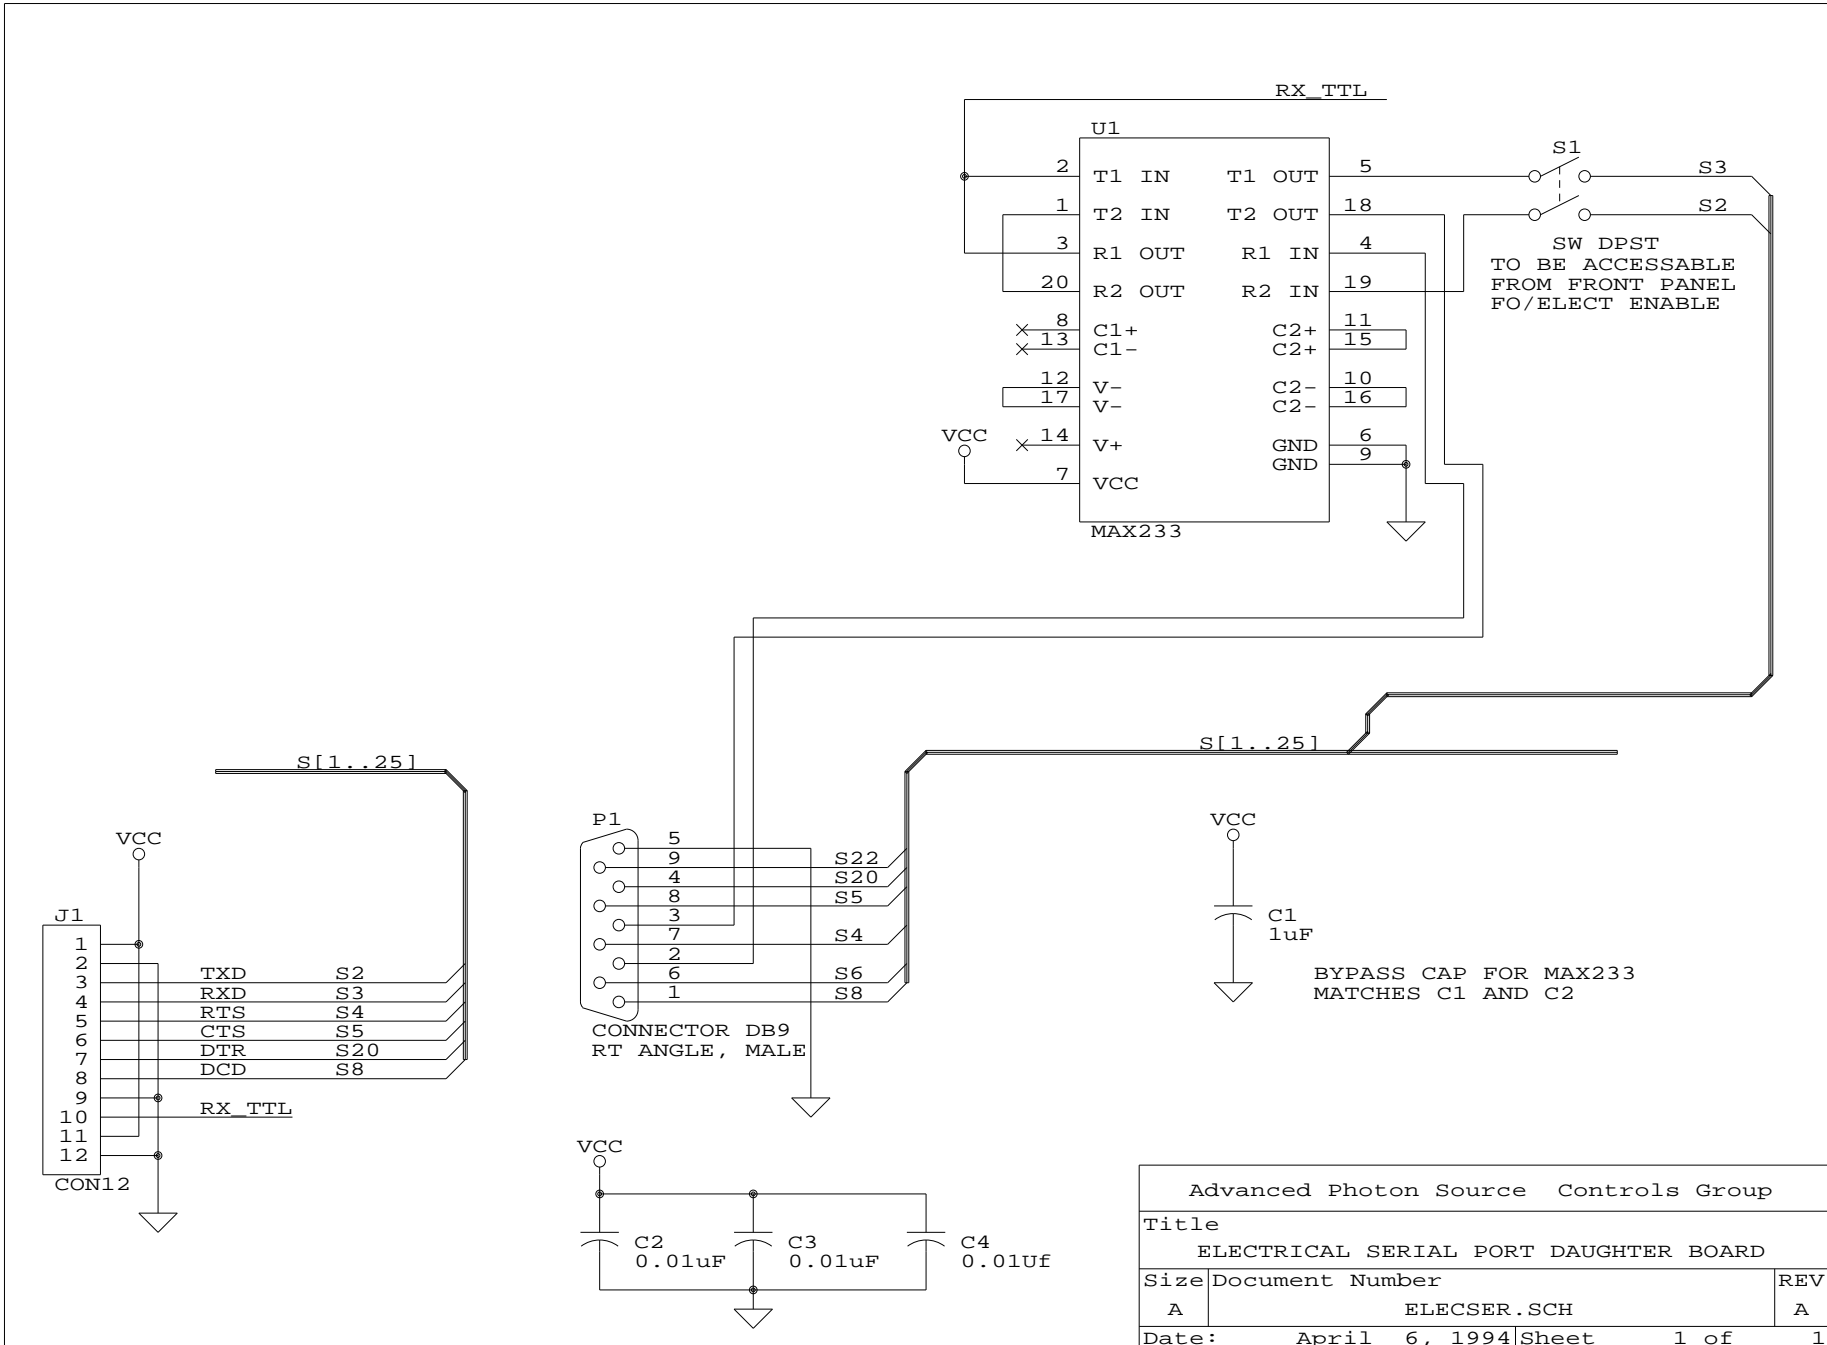 RX_TTL
U1
2 T1 IN T1 OUT 5
1 T2 IN T2 OUT 18
3 R1 OUT R1 IN 4
20 R2 OUT R2 IN 19
8 C1+ C2+ 11
13 C1- C2+ 15
12 V- C2- 10
17 V- C2- 16
14 V+ GND 6
GND 9
7 VCC
VCC
MAX233
S1
S3
S2
SW DPST
TO BE ACCESSABLE
FROM FRONT PANEL
FO/ELECT ENABLE
S[1..25]
S[1..25]
VCC
J1
1
2
3 TXD S2
4 RXD S3
5 RTS S4
6 CTS S5
7 DTR S20
8 DCD S8
9
10 RX_TTL
11
12
CON12
P1
5
9 S22
4 S20
8 S5
3
7 S4
2
6 S6
1 S8
CONNECTOR DB9
RT ANGLE, MALE
VCC
C1
1uF
BYPASS CAP FOR MAX233
MATCHES C1 AND C2
VCC
C2
0.01uF
C3
0.01uF
C4
0.01Uf
Advanced Photon Source Controls Group
Title
ELECTRICAL SERIAL PORT DAUGHTER BOARD
Size Document Number REV
A ELECSER.SCH A
Date: April 6, 1994 Sheet 1 of 1